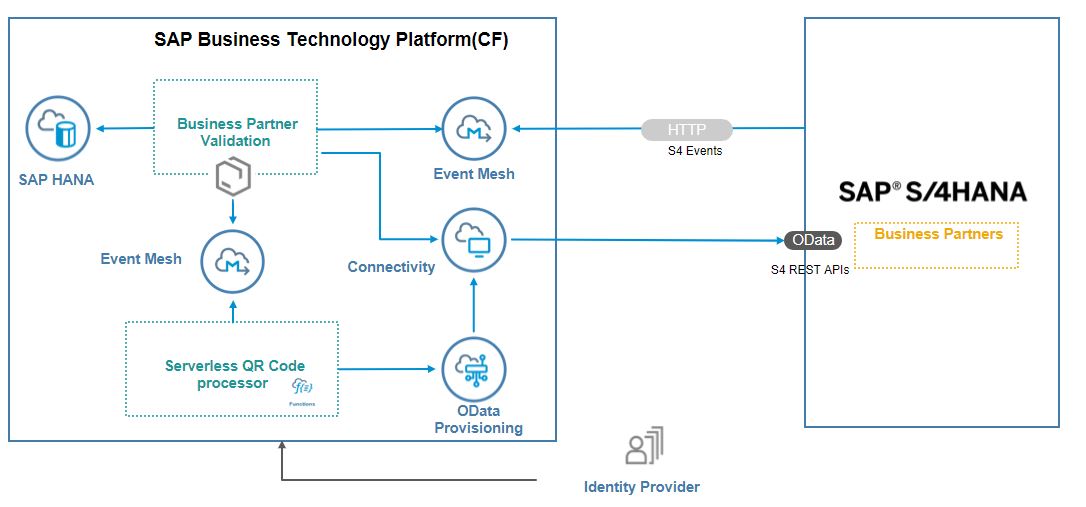 SAP Business Technology Platform(CF)
Business Partner
Validation
SAP HANA
Event Mesh
HTTP
S4 Events
SAP® S/4HANA
Business Partners
OData
S4 REST APIs
Event Mesh
Connectivity
Serverless QR Code
processor
f(x)
Functions
OData
Provisioning
Identity Provider